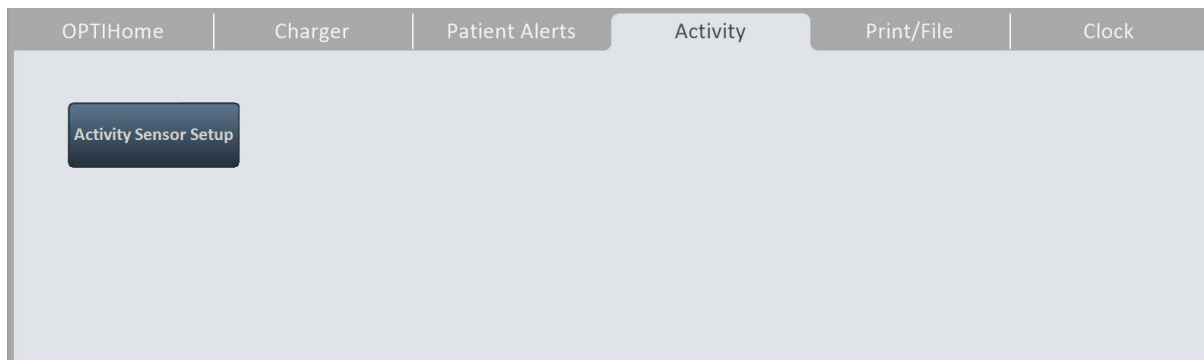 OPTIHome Charger Patient Alerts Activity Print/File Clock
Activity Sensor Setup